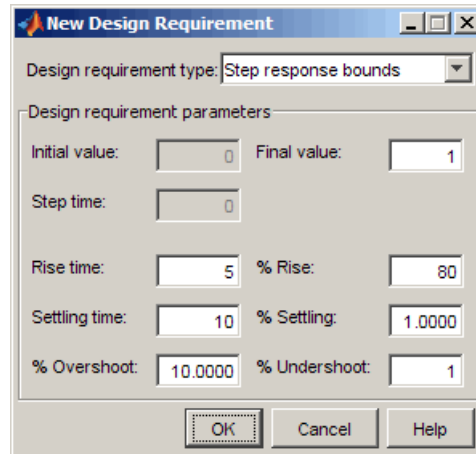 New Design Requirement
Design requirement type: Step response bounds
Design requirement parameters
Initial value: 0 Final value: 1
Step time: 0
Rise time: 5 % Rise: 80
Settling time: 10 % Settling: 1.0000
% Overshoot: 10.0000 % Undershoot: 1
OK Cancel Help